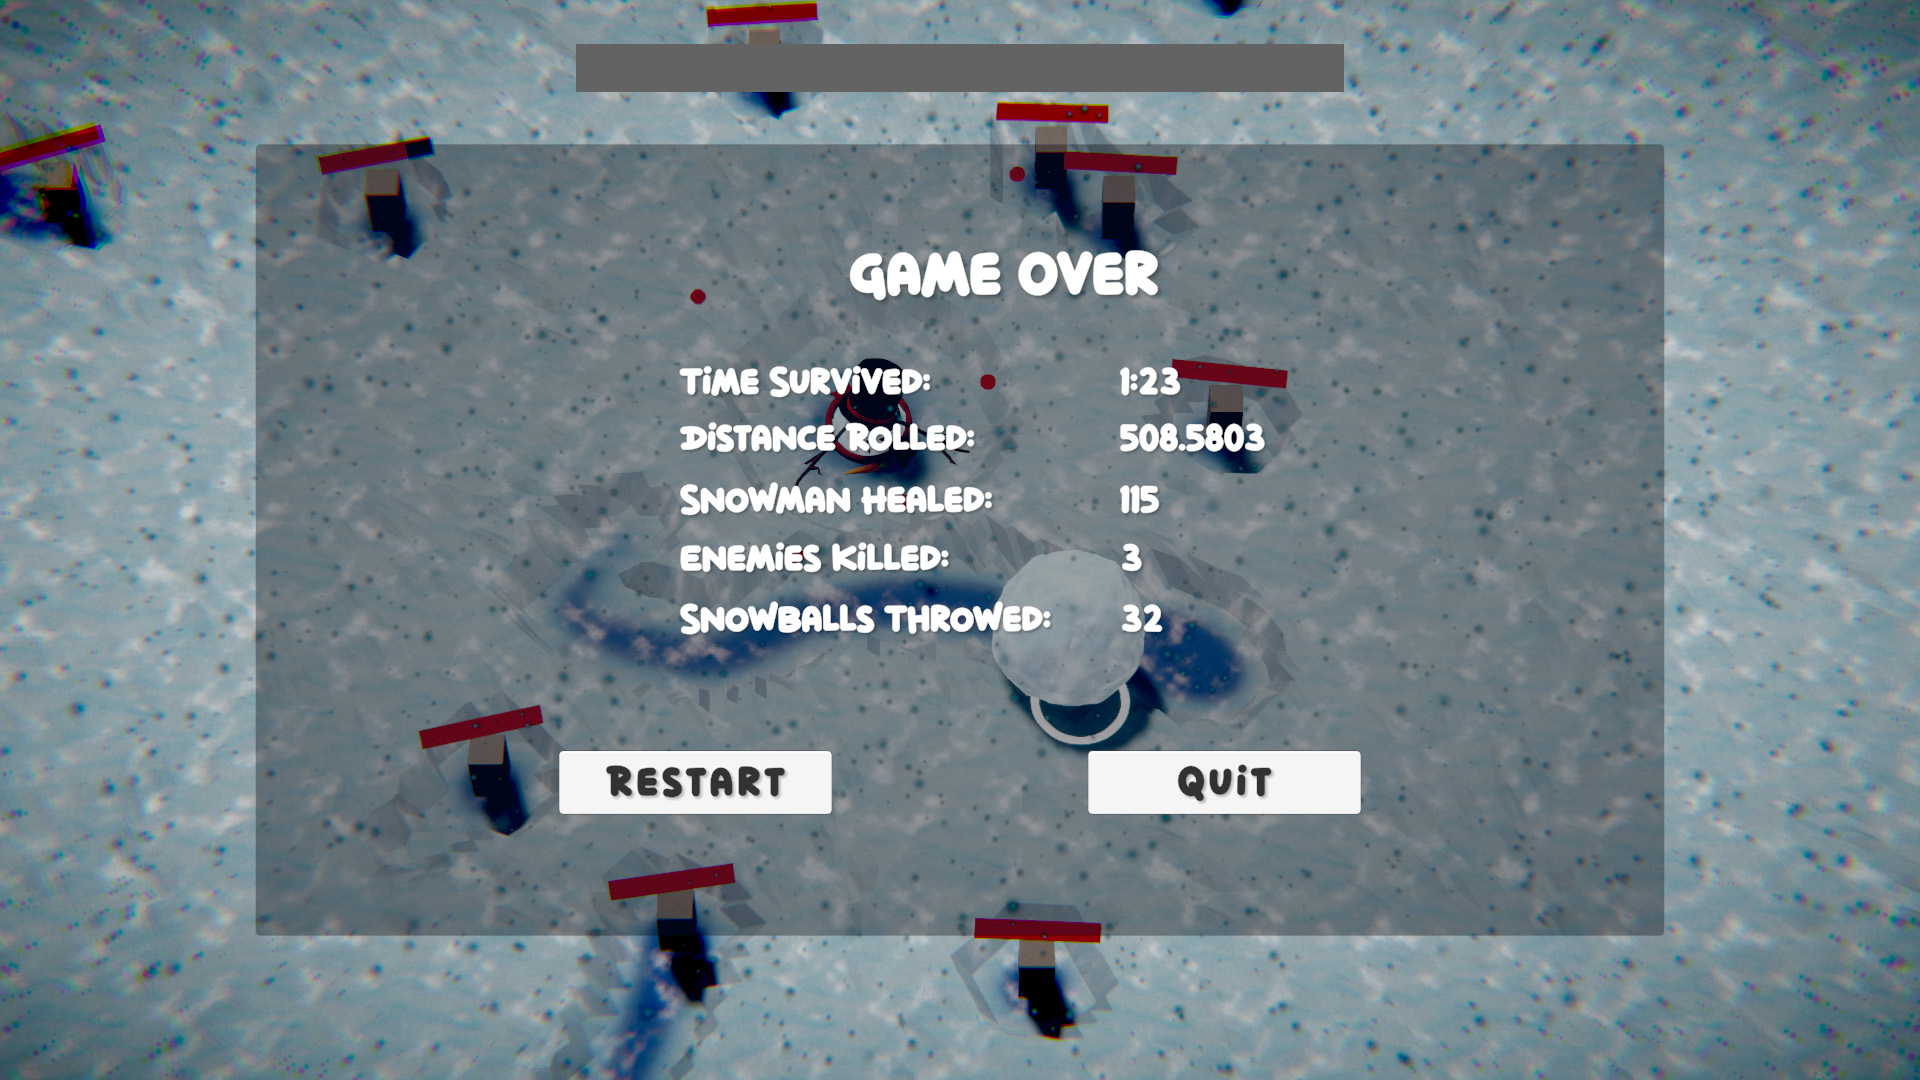 GAME OVER
TiME SURViVED: 1:23
DiSTANCE ROLLED: 508.5803
SNOWMAN HEALED: 115
ENEMiES KiLLED: 3
SNOWBALLS THROWED: 32
RESTART QUiT